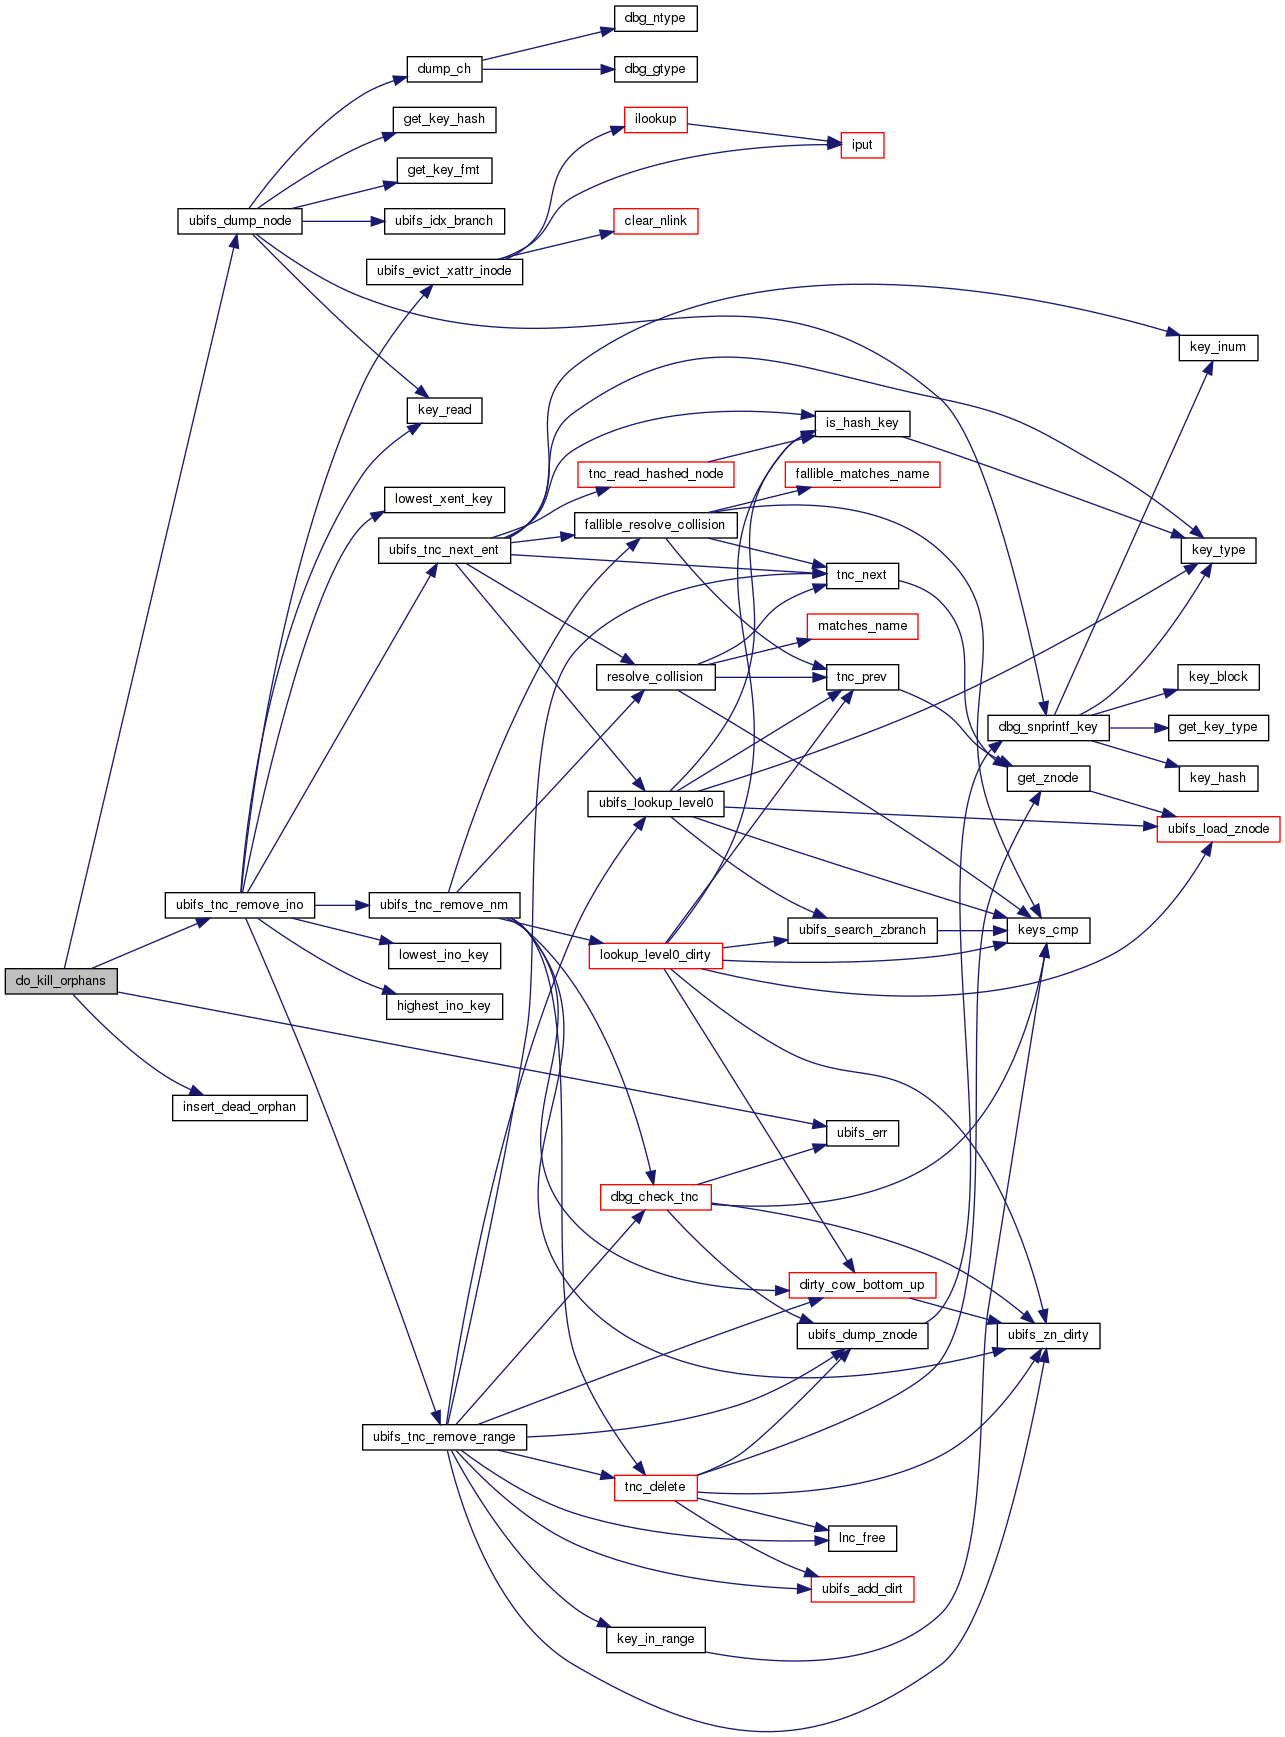 dbg_ntype
dump_ch
dbg_gtype
get_key_hash
ilookup
iput
get_key_fmt
ubifs_dump_node
ubifs_idx_branch
clear_nlink
ubifs_evict_xattr_inode
key_inum
key_read
is_hash_key
tnc_read_hashed_node
fallible_matches_name
lowest_xent_key
fallible_resolve_collision
ubifs_tnc_next_ent
key_type
tnc_next
matches_name
resolve_collision
tnc_prev
key_block
dbg_snprintf_key
get_key_type
get_znode
key_hash
ubifs_lookup_level0
ubifs_load_znode
ubifs_tnc_remove_ino
ubifs_tnc_remove_nm
ubifs_search_zbranch
keys_cmp
lowest_ino_key
lookup_level0_dirty
do_kill_orphans
highest_ino_key
insert_dead_orphan
ubifs_err
dbg_check_tnc
dirty_cow_bottom_up
ubifs_dump_znode
ubifs_zn_dirty
ubifs_tnc_remove_range
tnc_delete
lnc_free
ubifs_add_dirt
key_in_range